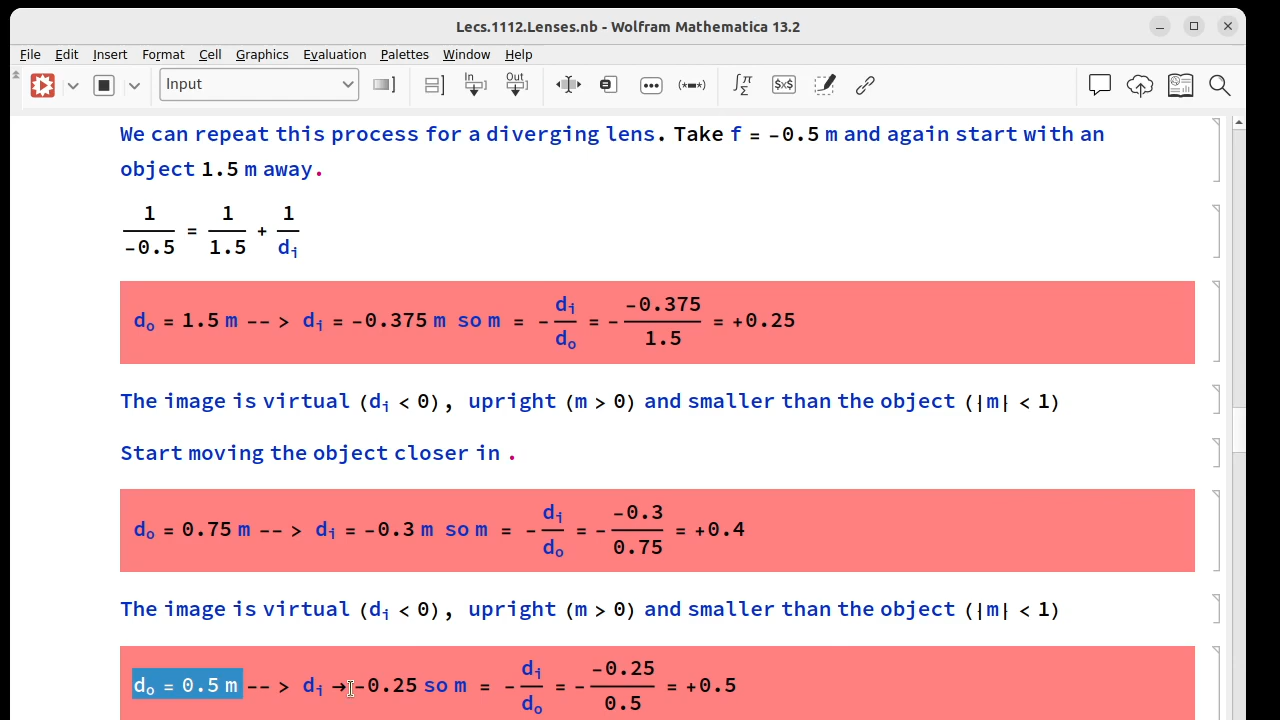 Lecs.1112.Lenses.nb - Wolfram Mathematica 13.2
File Edit Insert Format Cell Graphics Evaluation Palettes Window Help
Input In Out (*=*) ∫π Σ $x$
We can repeat this process for a diverging lens. Take f = -0.5 m and again start with an
object 1.5 m away.
1/-0.5 = 1/1.5 + 1/dᵢ
dₒ = 1.5 m -- > dᵢ = -0.375 m so m = - dᵢ/dₒ = - -0.375/1.5 = +0.25
The image is virtual (dᵢ < 0), upright (m > 0) and smaller than the object (|m| < 1)
Start moving the object closer in .
dₒ = 0.75 m -- > dᵢ = -0.3 m so m = - dᵢ/dₒ = - -0.3/0.75 = +0.4
The image is virtual (dᵢ < 0), upright (m > 0) and smaller than the object (|m| < 1)
dₒ = 0.5 m -- > dᵢ →-0.25 so m = - dᵢ/dₒ = - -0.25/0.5 = +0.5